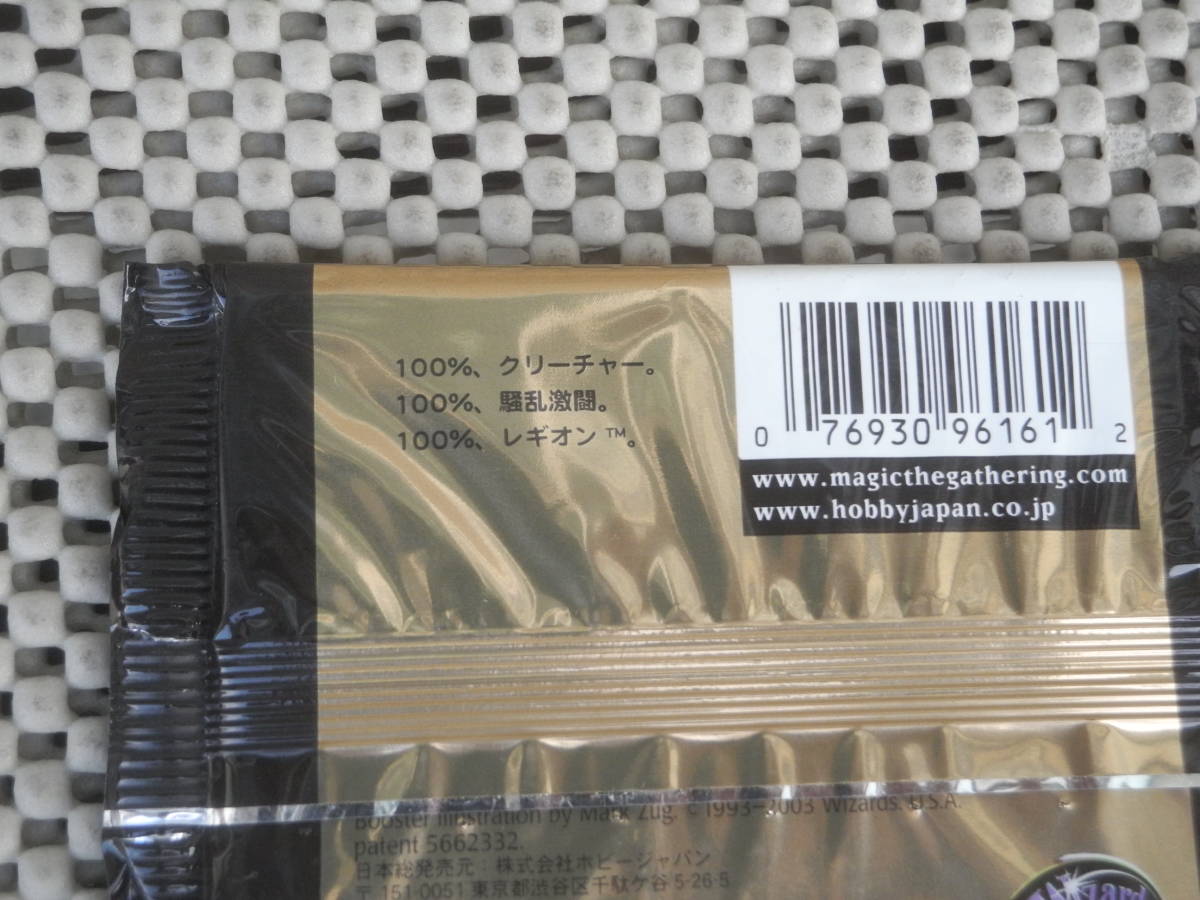 100%、クリーチャー。
100%、騒乱激闘。
100%、レギオン™。
0 76930 96161 2
www.magicthegathering.com
www.hobbyjapan.co.jp
Booster illustration by Mark Zug. ©1993–2003 Wizards. U.S.A.
patent 5662332.
日本総発売元：株式会社ホビージャパン
〒151-0051 東京都渋谷区千駄ケ谷5-26-5